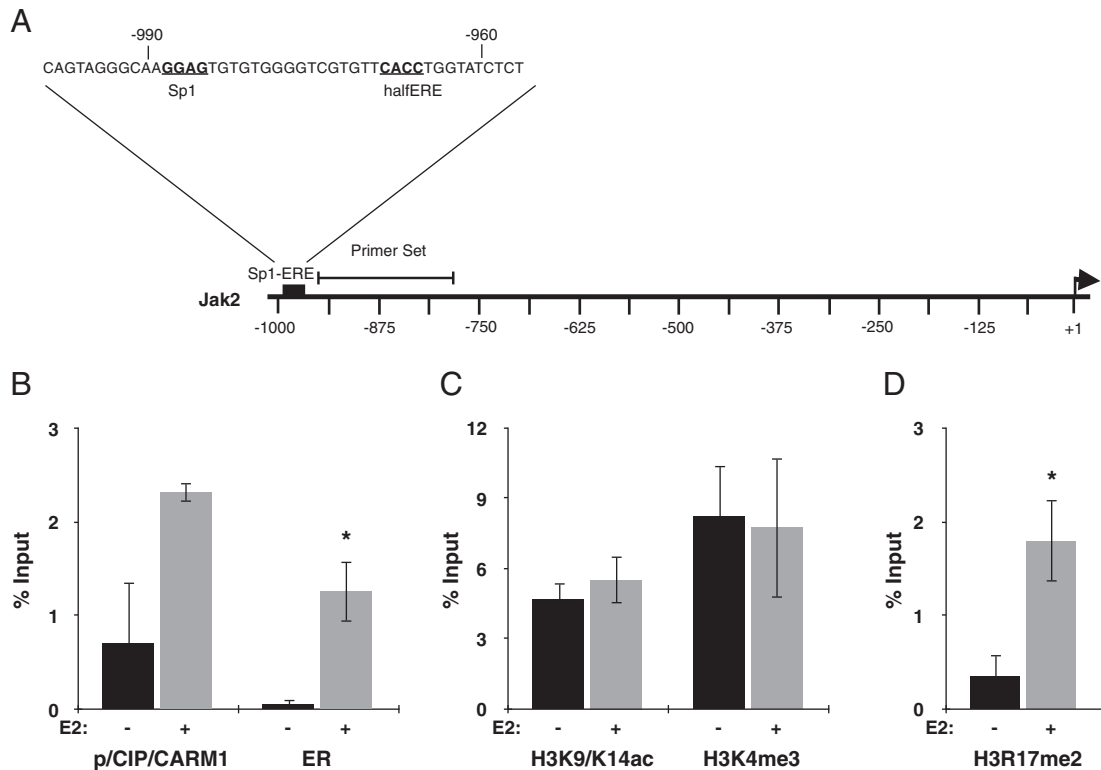 A
-990 -960
CAGTAGGGCAAGGAGTGTGTGGGGTCGTGTTCACCTGGTATCTCT
Sp1 halfERE
Primer Set
Sp1-ERE
Jak2
-1000 -875 -750 -625 -500 -375 -250 -125 +1
B
3
2
1
0
% Input
*
E2: - + - +
p/CIP/CARM1 ER
C
12
9
6
3
0
% Input
- + - +
H3K9/K14ac H3K4me3
D
3
2
1
0
% Input
*
- +
H3R17me2